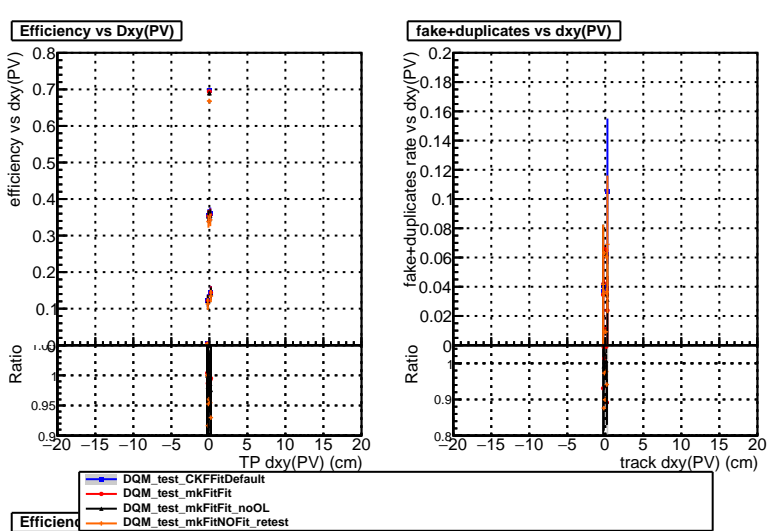 Efficiency vs Dxy(PV)
efficiency vs dxy(PV)
0.8
0.7
0.6
0.5
0.4
0.3
0.2
0.1
0
Ratio
1
0.95
0.9
−20 −15 −10 −5 0 5 10 15 20
TP dxy(PV) (cm)
fake+duplicates vs dxy(PV)
fake+duplicates rate vs dxy(PV)
0.2
0.18
0.16
0.14
0.12
0.1
0.08
0.06
0.04
0.02
0
Ratio
1
0.9
0.8
−20 −15 −10 −5 0 5 10 15 20
track dxy(PV) (cm)
DQM_test_CKFFitDefault
DQM_test_mkFitFit
DQM_test_mkFitFit_noOL
DQM_test_mkFitNOFit_retest